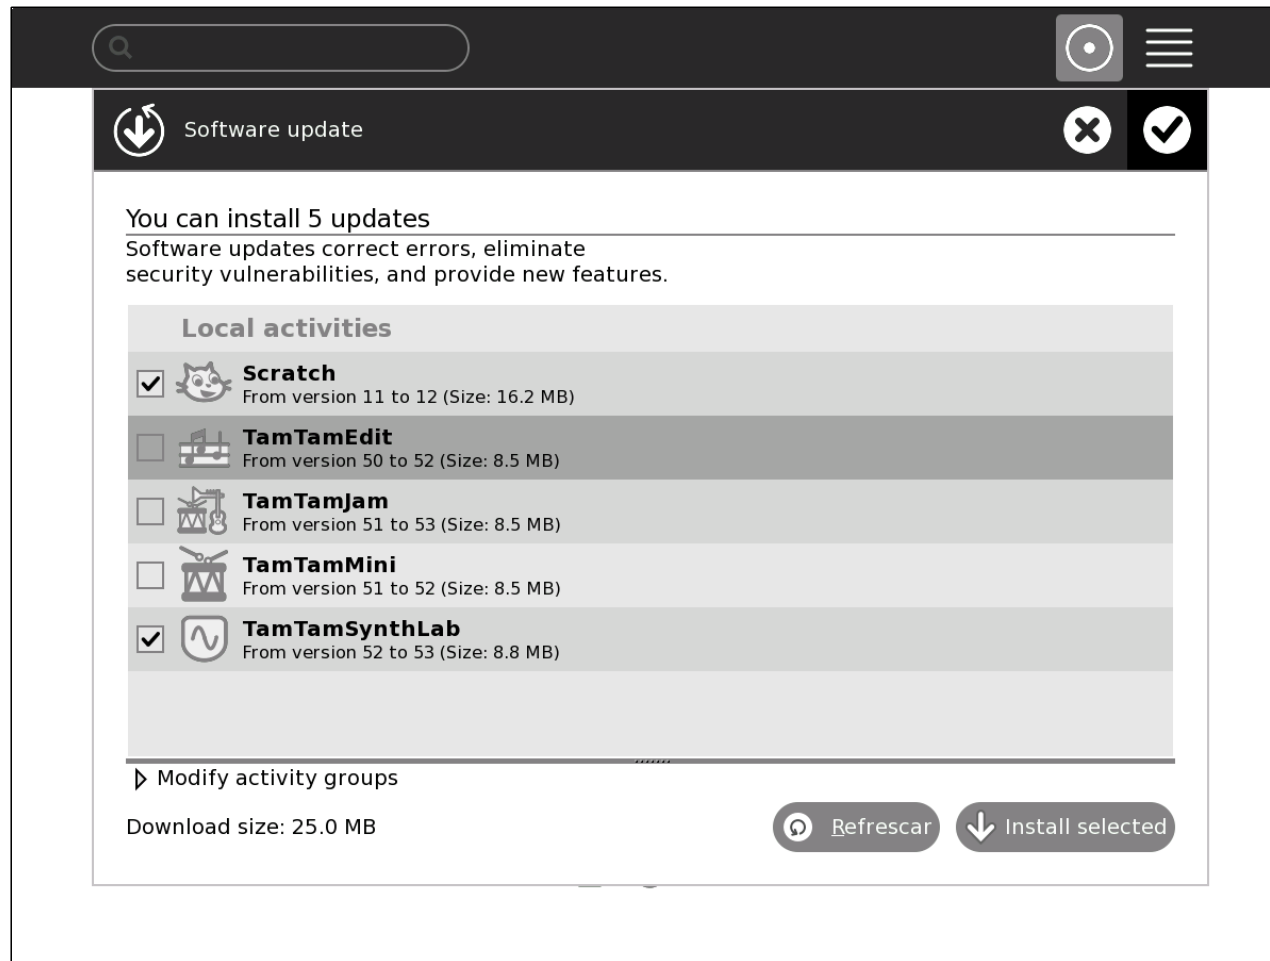 Software update
You can install 5 updates
Software updates correct errors, eliminate
security vulnerabilities, and provide new features.
Local activities
Scratch
From version 11 to 12 (Size: 16.2 MB)
TamTamEdit
From version 50 to 52 (Size: 8.5 MB)
TamTamJam
From version 51 to 53 (Size: 8.5 MB)
TamTamMini
From version 51 to 52 (Size: 8.5 MB)
TamTamSynthLab
From version 52 to 53 (Size: 8.8 MB)
Modify activity groups
Download size: 25.0 MB
Refrescar
Install selected